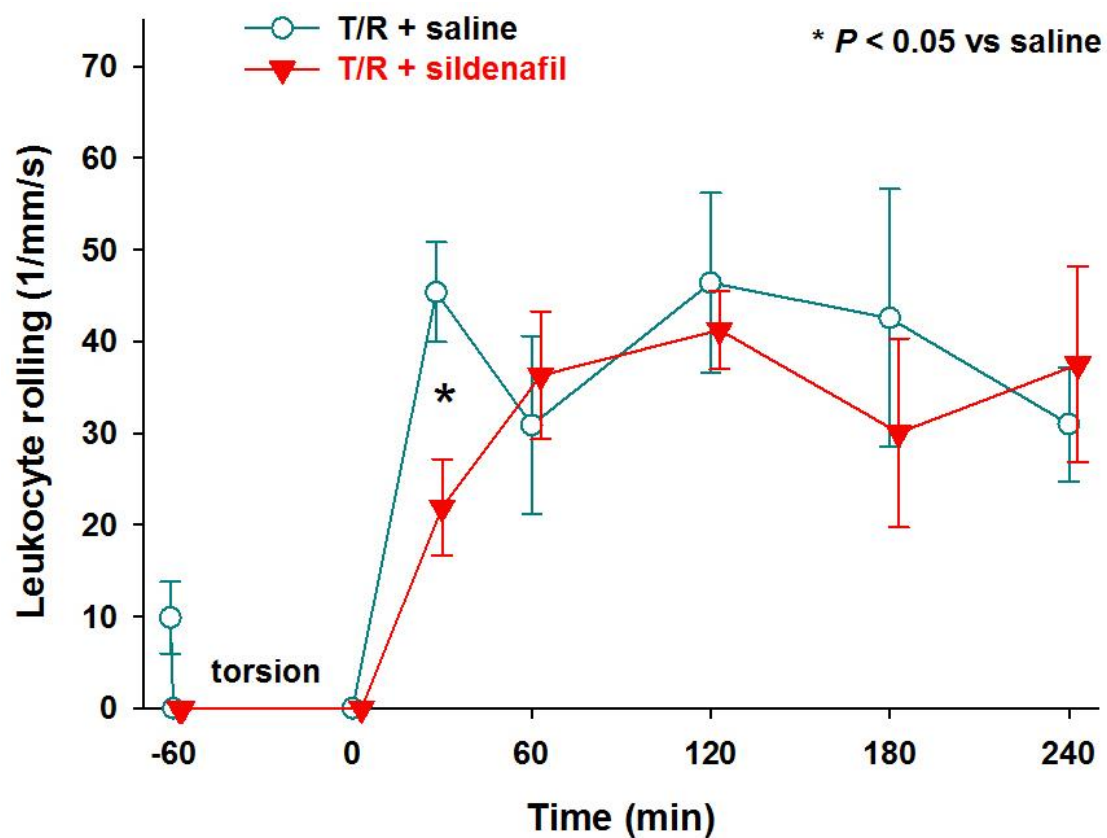 T/R + saline
T/R + sildenafil
* P < 0.05 vs saline
Leukocyte rolling (1/mm/s)
70
60
50
40
30
20
10
0
*
torsion
-60 0 60 120 180 240
Time (min)